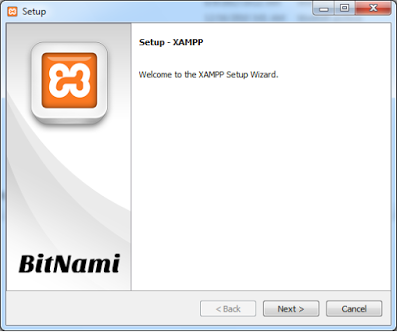 Setup
Setup - XAMPP
Welcome to the XAMPP Setup Wizard.
BitNami
< Back
Next >
Cancel